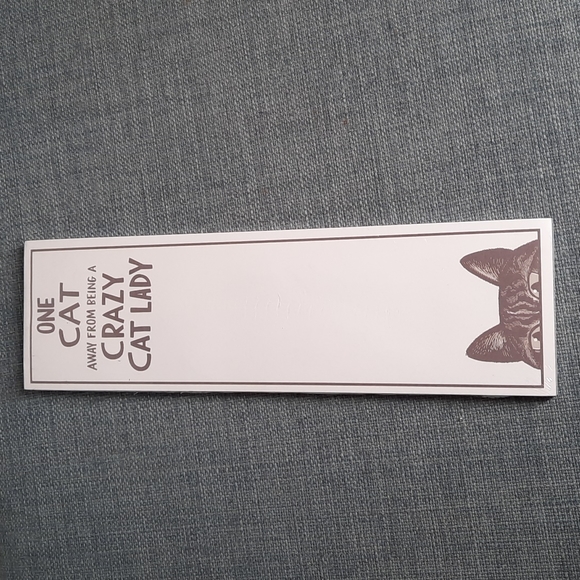 ONE
CAT
AWAY FROM BEING A
CRAZY
CAT LADY